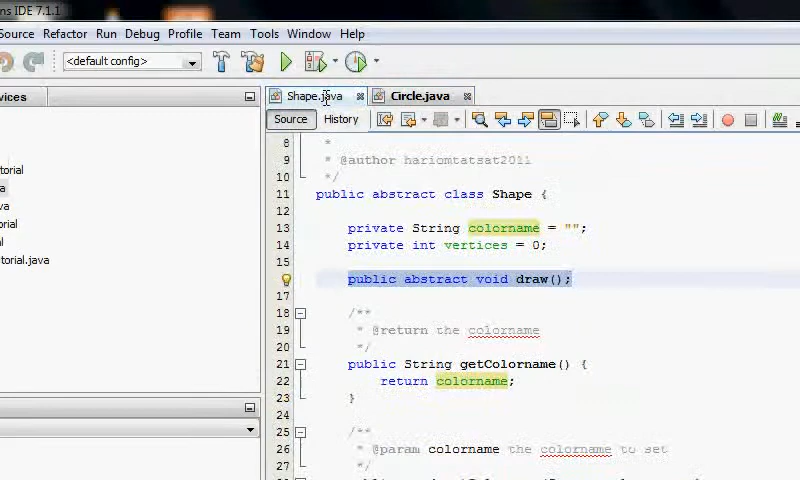 ns IDE 7.1.1
Source Refactor Run Debug Profile Team Tools Window Help
<default config>
vices
Shape.java Circle.java
Source History
torial
a
va
rial
l
torial.java
8 *
9 * @author hariomtatsat2011
10 */
11 public abstract class Shape {
12
13 private String colorname = "";
14 private int vertices = 0;
15
public abstract void draw();
17
18 /**
19 * @return the colorname
20 */
21 public String getColorname() {
22 return colorname;
23 }
24
25 /**
26 * @param colorname the colorname to set
27 */